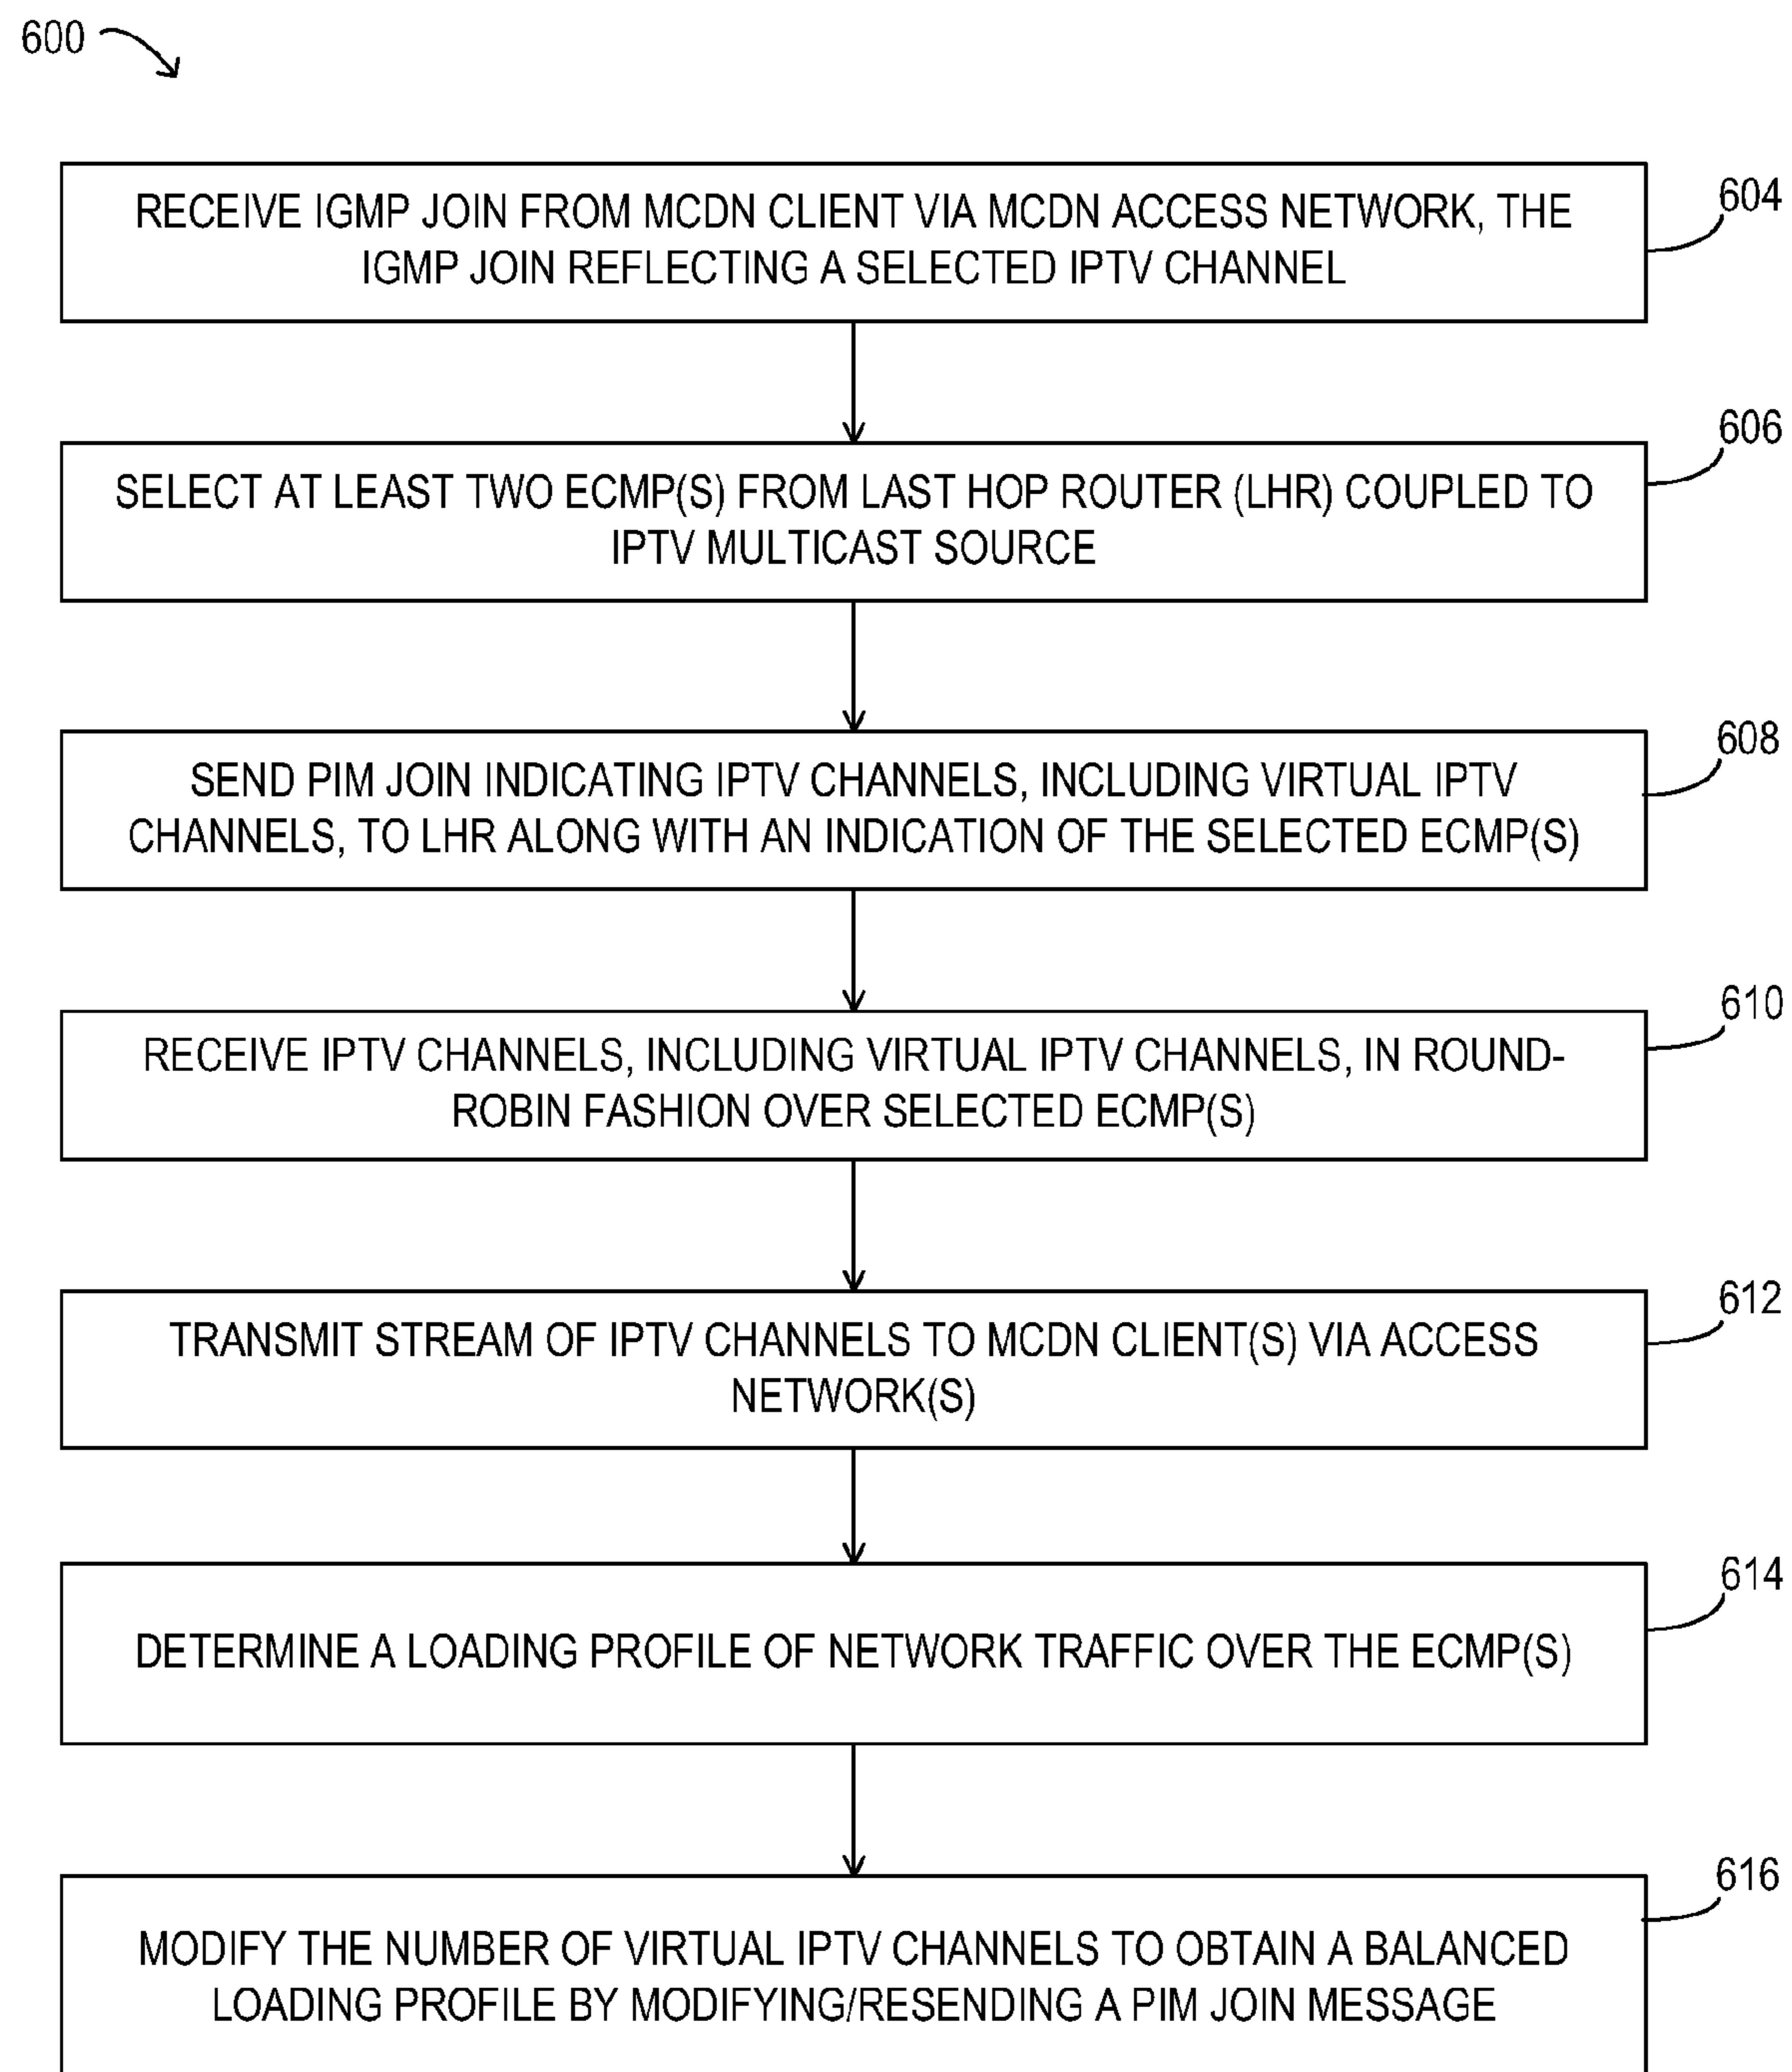 600
RECEIVE IGMP JOIN FROM MCDN CLIENT VIA MCDN ACCESS NETWORK, THE
IGMP JOIN REFLECTING A SELECTED IPTV CHANNEL
604
SELECT AT LEAST TWO ECMP(S) FROM LAST HOP ROUTER (LHR) COUPLED TO
IPTV MULTICAST SOURCE
606
SEND PIM JOIN INDICATING IPTV CHANNELS, INCLUDING VIRTUAL IPTV
CHANNELS, TO LHR ALONG WITH AN INDICATION OF THE SELECTED ECMP(S)
608
RECEIVE IPTV CHANNELS, INCLUDING VIRTUAL IPTV CHANNELS, IN ROUND-
ROBIN FASHION OVER SELECTED ECMP(S)
610
TRANSMIT STREAM OF IPTV CHANNELS TO MCDN CLIENT(S) VIA ACCESS
NETWORK(S)
612
DETERMINE A LOADING PROFILE OF NETWORK TRAFFIC OVER THE ECMP(S)
614
MODIFY THE NUMBER OF VIRTUAL IPTV CHANNELS TO OBTAIN A BALANCED
LOADING PROFILE BY MODIFYING/RESENDING A PIM JOIN MESSAGE
616